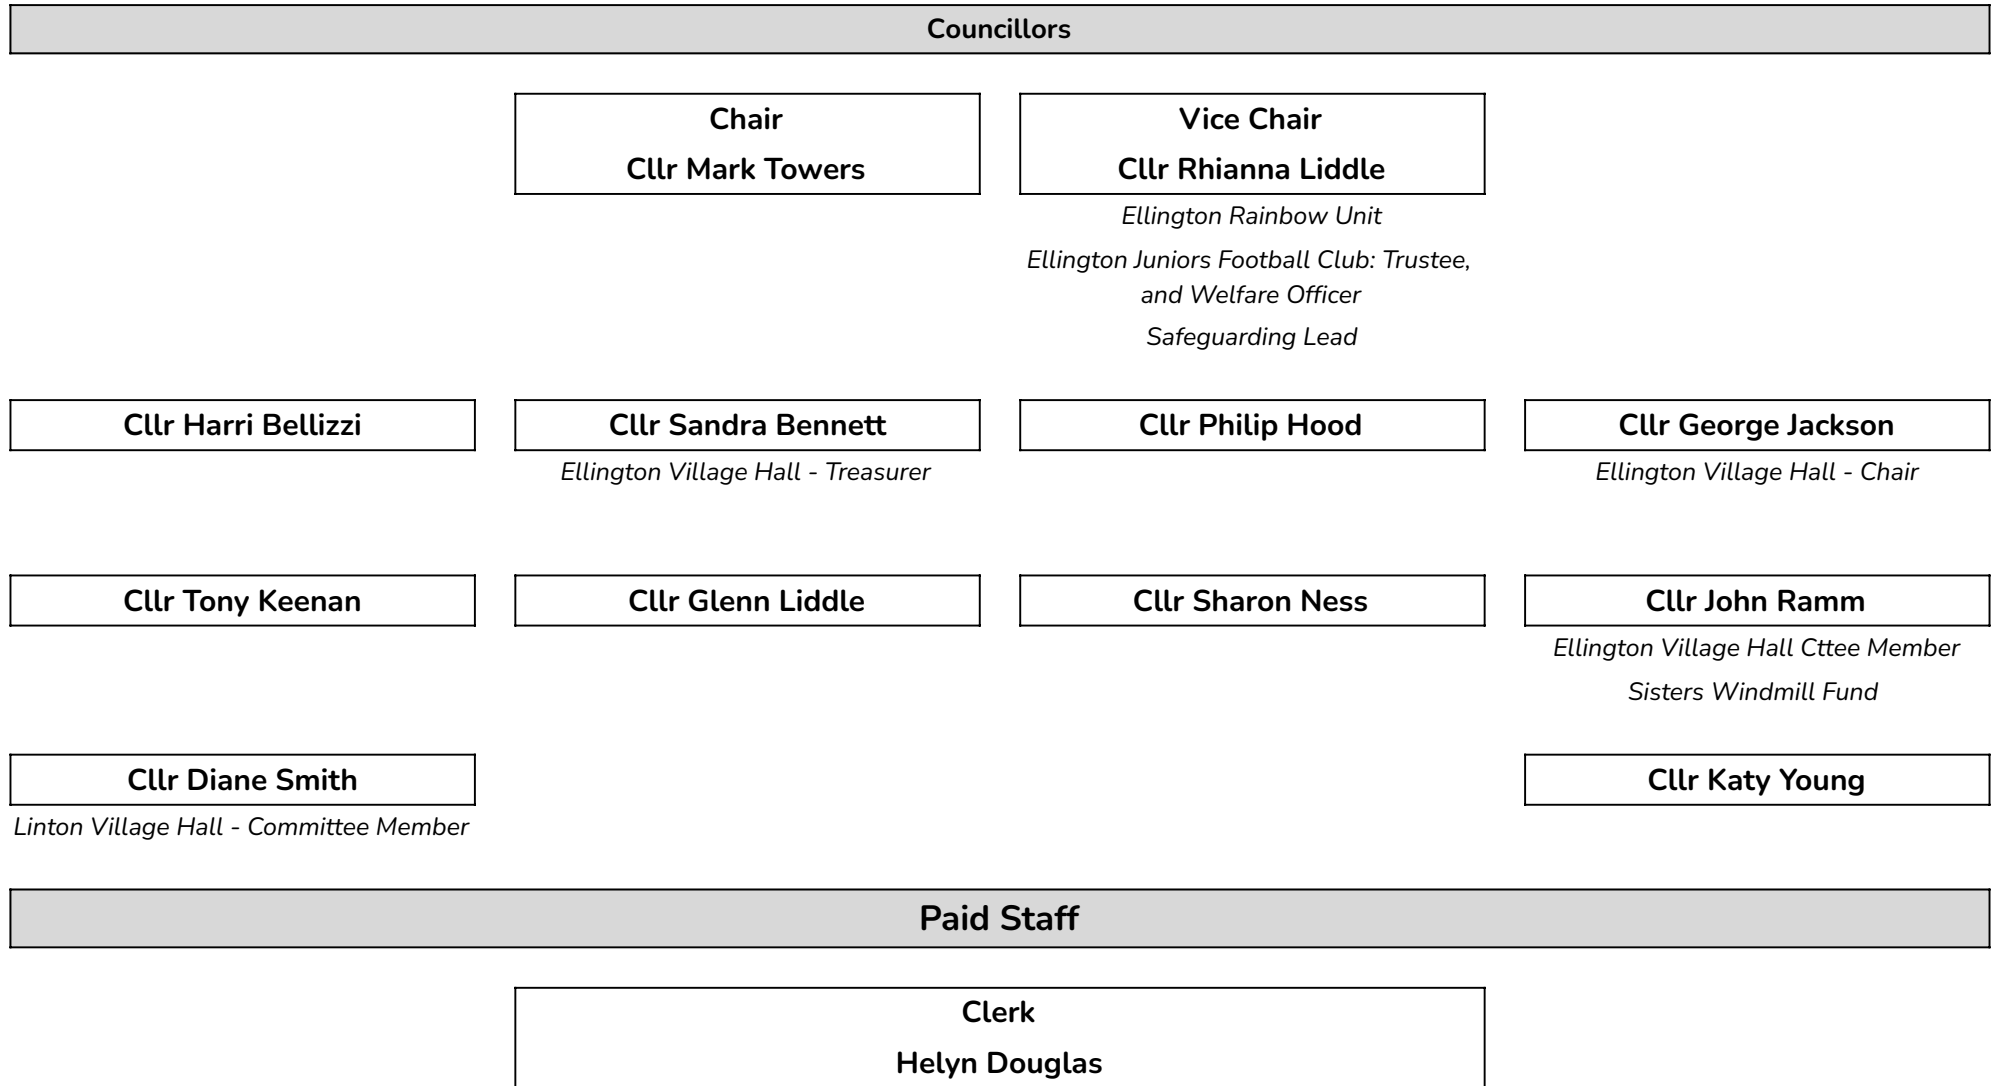 Councillors
Chair
Cllr Mark Towers
Vice Chair
Cllr Rhianna Liddle
Ellington Rainbow Unit
Ellington Juniors Football Club: Trustee,
and Welfare Officer
Safeguarding Lead
Cllr Harri Bellizzi
Cllr Sandra Bennett
Ellington Village Hall - Treasurer
Cllr Philip Hood
Cllr George Jackson
Ellington Village Hall - Chair
Cllr Tony Keenan
Cllr Glenn Liddle
Cllr Sharon Ness
Cllr John Ramm
Ellington Village Hall Cttee Member
Sisters Windmill Fund
Cllr Diane Smith
Linton Village Hall - Committee Member
Cllr Katy Young
Paid Staff
Clerk
Helyn Douglas